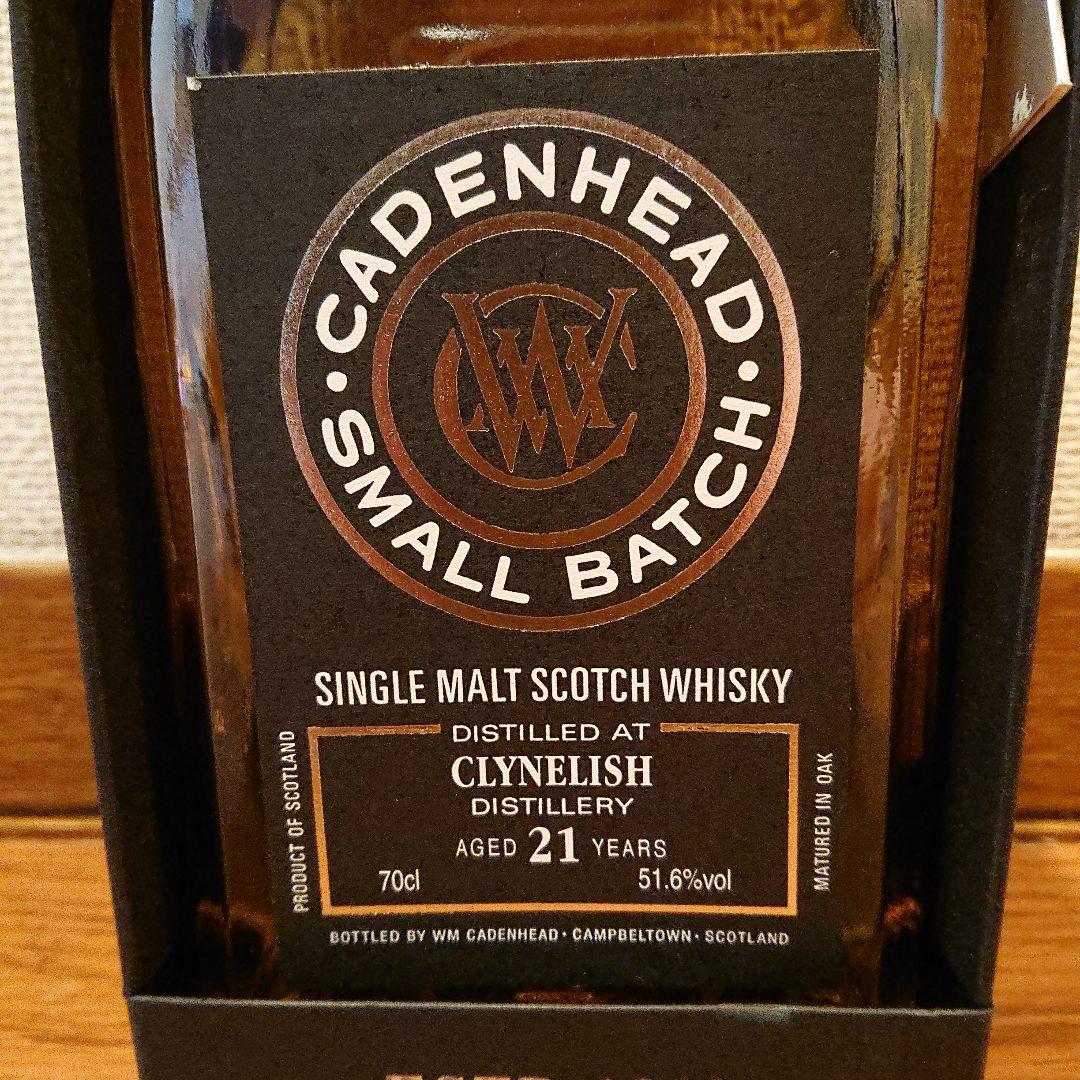 ·CADENHEAD·
SMALL BATCH
WC
SINGLE MALT SCOTCH WHISKY
DISTILLED AT
CLYNELISH
DISTILLERY
AGED 21 YEARS
70cl 51.6%vol
PRODUCT OF SCOTLAND
MATURED IN OAK
BOTTLED BY WM CADENHEAD · CAMPBELTOWN · SCOTLAND